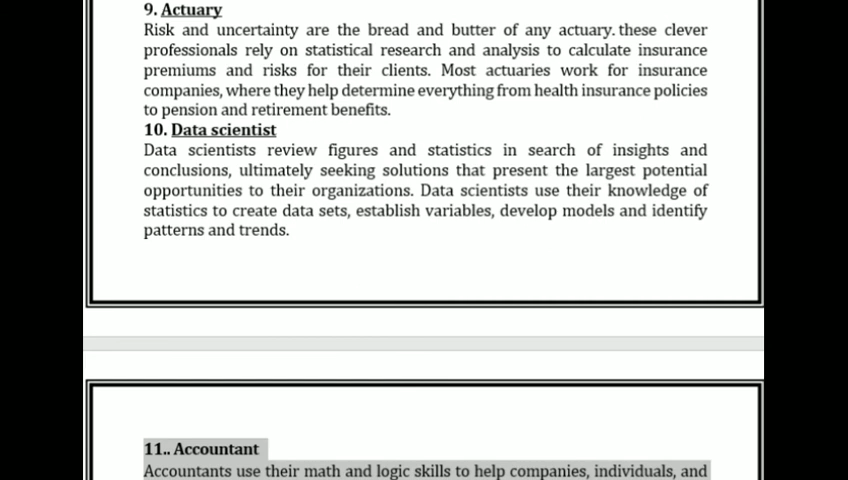 9. Actuary
Risk and uncertainty are the bread and butter of any actuary. these clever
professionals rely on statistical research and analysis to calculate insurance
premiums and risks for their clients. Most actuaries work for insurance
companies, where they help determine everything from health insurance policies
to pension and retirement benefits.
10. Data scientist
Data scientists review figures and statistics in search of insights and
conclusions, ultimately seeking solutions that present the largest potential
opportunities to their organizations. Data scientists use their knowledge of
statistics to create data sets, establish variables, develop models and identify
patterns and trends.
11.. Accountant
Accountants use their math and logic skills to help companies, individuals, and